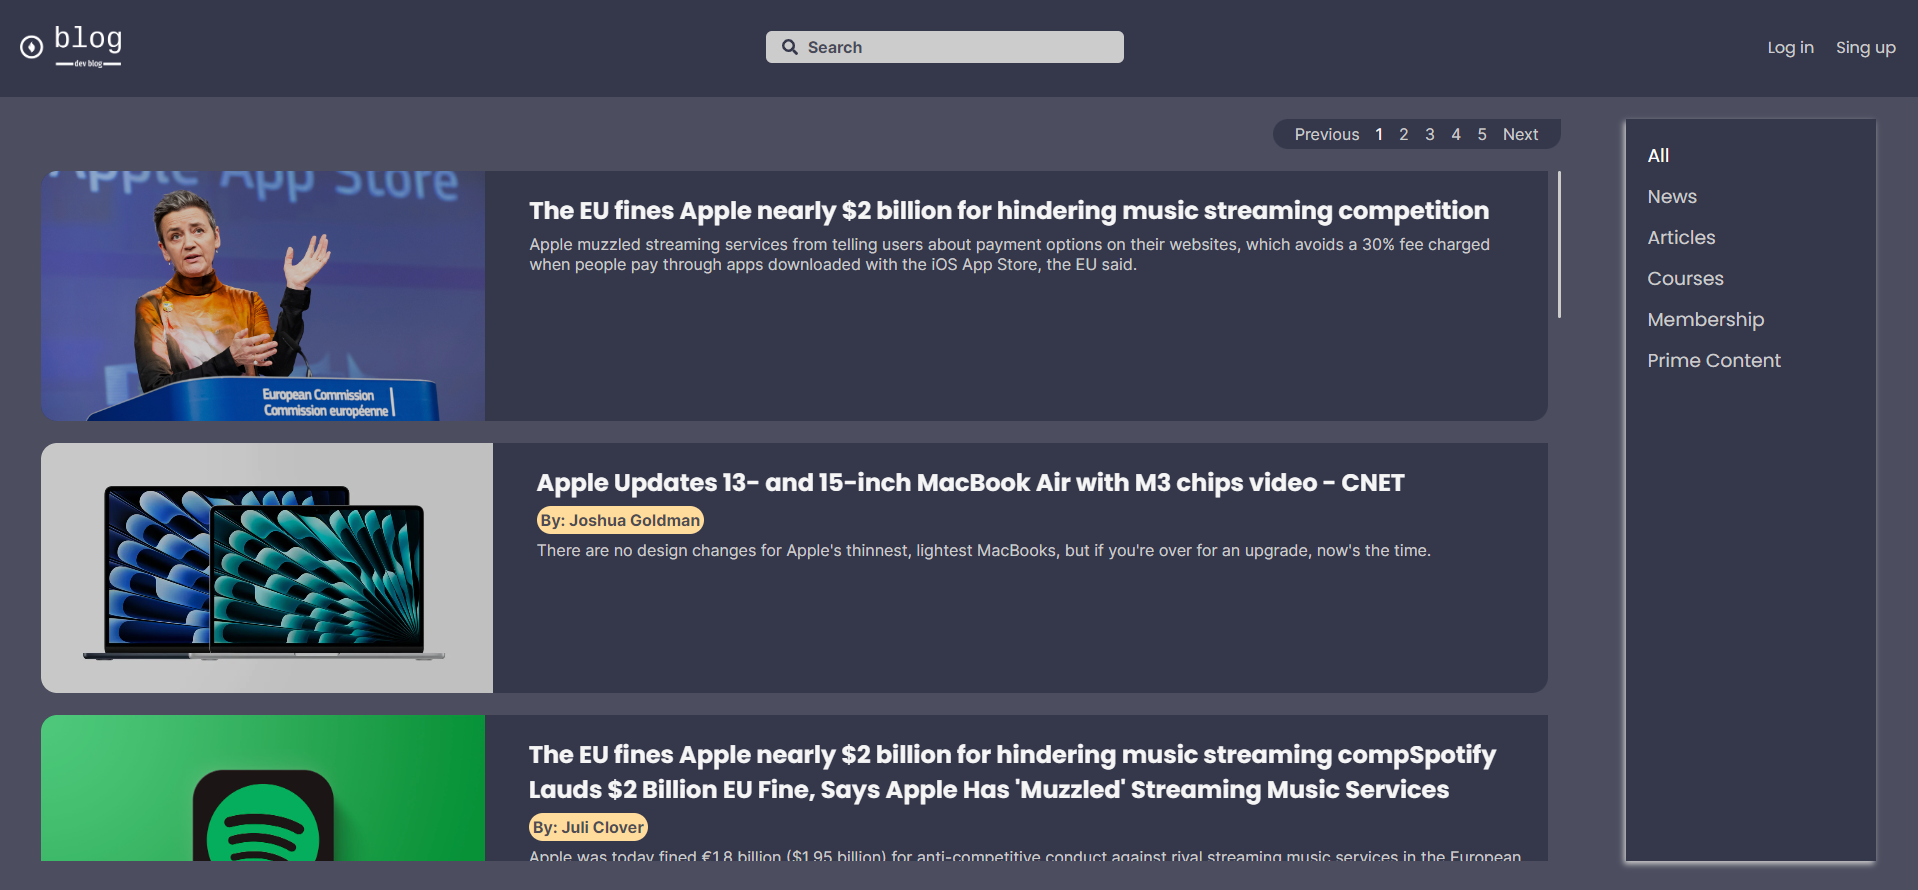 blog
dev blog
Search
Log in
Sing up
Previous 1 2 3 4 5 Next
All
News
Articles
Courses
Membership
Prime Content
Apple App Store
European Commission
Commission européenne
The EU fines Apple nearly $2 billion for hindering music streaming competition
Apple muzzled streaming services from telling users about payment options on their websites, which avoids a 30% fee charged
when people pay through apps downloaded with the iOS App Store, the EU said.
Apple Updates 13- and 15-inch MacBook Air with M3 chips video - CNET
By: Joshua Goldman
There are no design changes for Apple's thinnest, lightest MacBooks, but if you're over for an upgrade, now's the time.
The EU fines Apple nearly $2 billion for hindering music streaming compSpotify
Lauds $2 Billion EU Fine, Says Apple Has 'Muzzled' Streaming Music Services
By: Juli Clover
Apple was today fined €1.8 billion ($1.95 billion) for anti-competitive conduct against rival streaming music services in the European